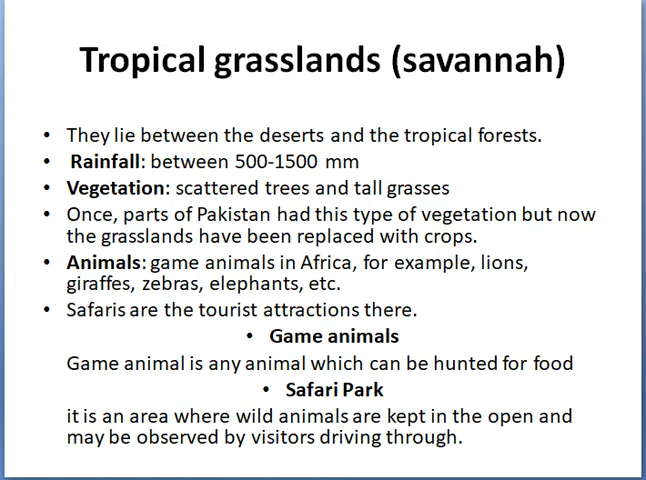 Tropical grasslands (savannah)
• They lie between the deserts and the tropical forests.
• Rainfall: between 500-1500 mm
• Vegetation: scattered trees and tall grasses
• Once, parts of Pakistan had this type of vegetation but now
the grasslands have been replaced with crops.
• Animals: game animals in Africa, for example, lions,
giraffes, zebras, elephants, etc.
• Safaris are the tourist attractions there.
• Game animals
Game animal is any animal which can be hunted for food
• Safari Park
it is an area where wild animals are kept in the open and
may be observed by visitors driving through.